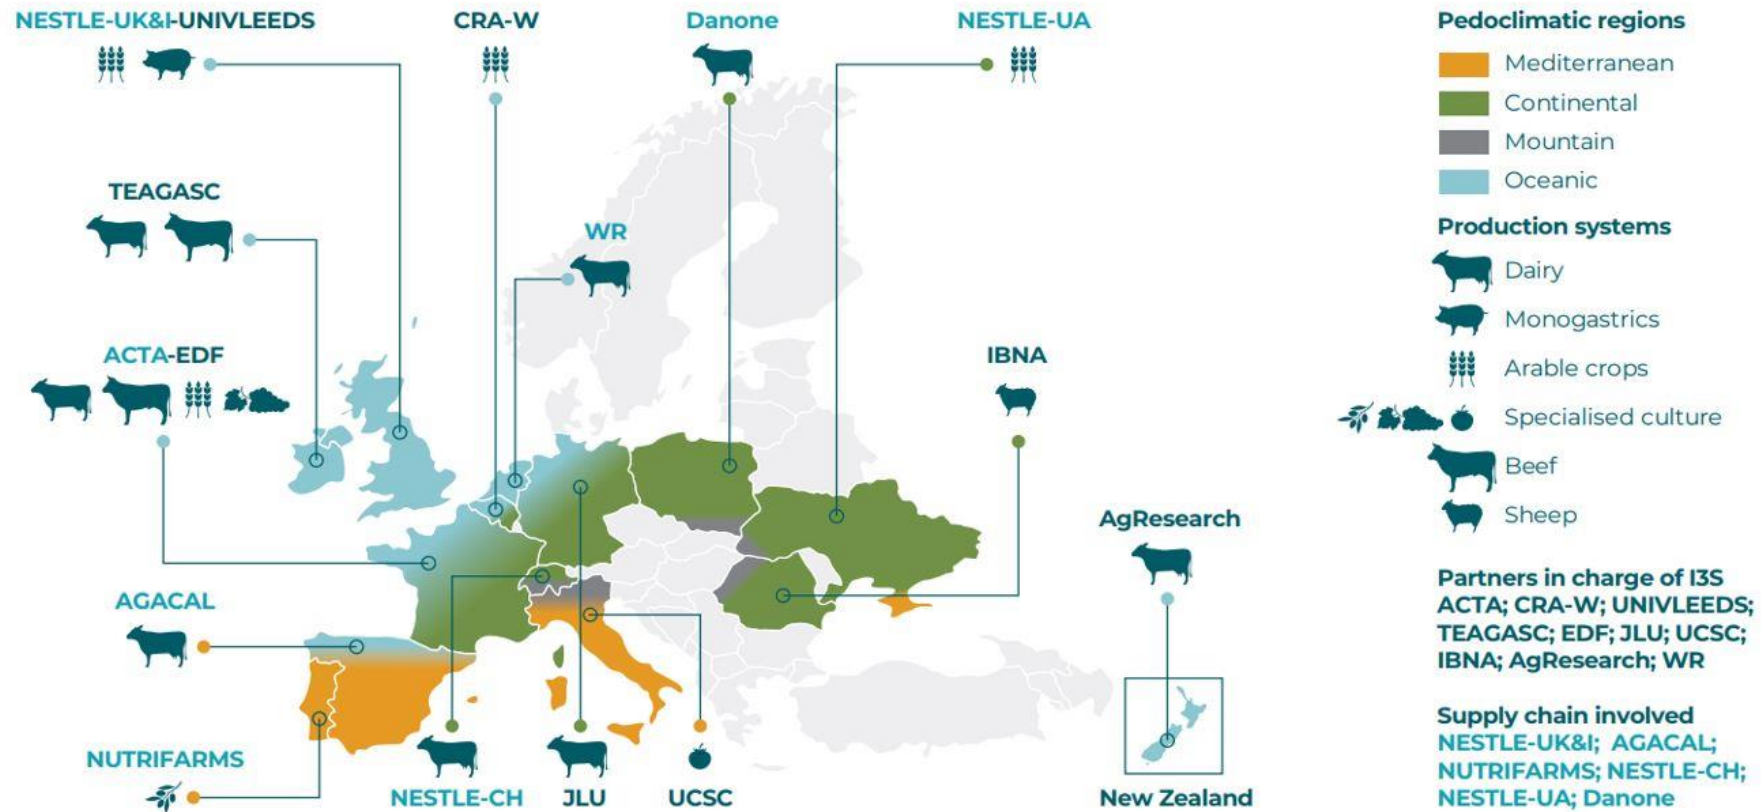 NESTLE-UK&I-UNIVLEEDS
CRA-W
Danone
NESTLE-UA
TEAGASC
WR
ACTA-EDF
IBNA
AGACAL
AgResearch
NUTRIFARMS
NESTLE-CH
JLU
UCSC
New Zealand
Pedoclimatic regions
Mediterranean
Continental
Mountain
Oceanic
Production systems
Dairy
Monogastrics
Arable crops
Specialised culture
Beef
Sheep
Partners in charge of I3S
ACTA; CRA-W; UNIVLEEDS;
TEAGASC; EDF; JLU; UCSC;
IBNA; AgResearch; WR
Supply chain involved
NESTLE-UK&I; AGACAL;
NUTRIFARMS; NESTLE-CH;
NESTLE-UA; Danone